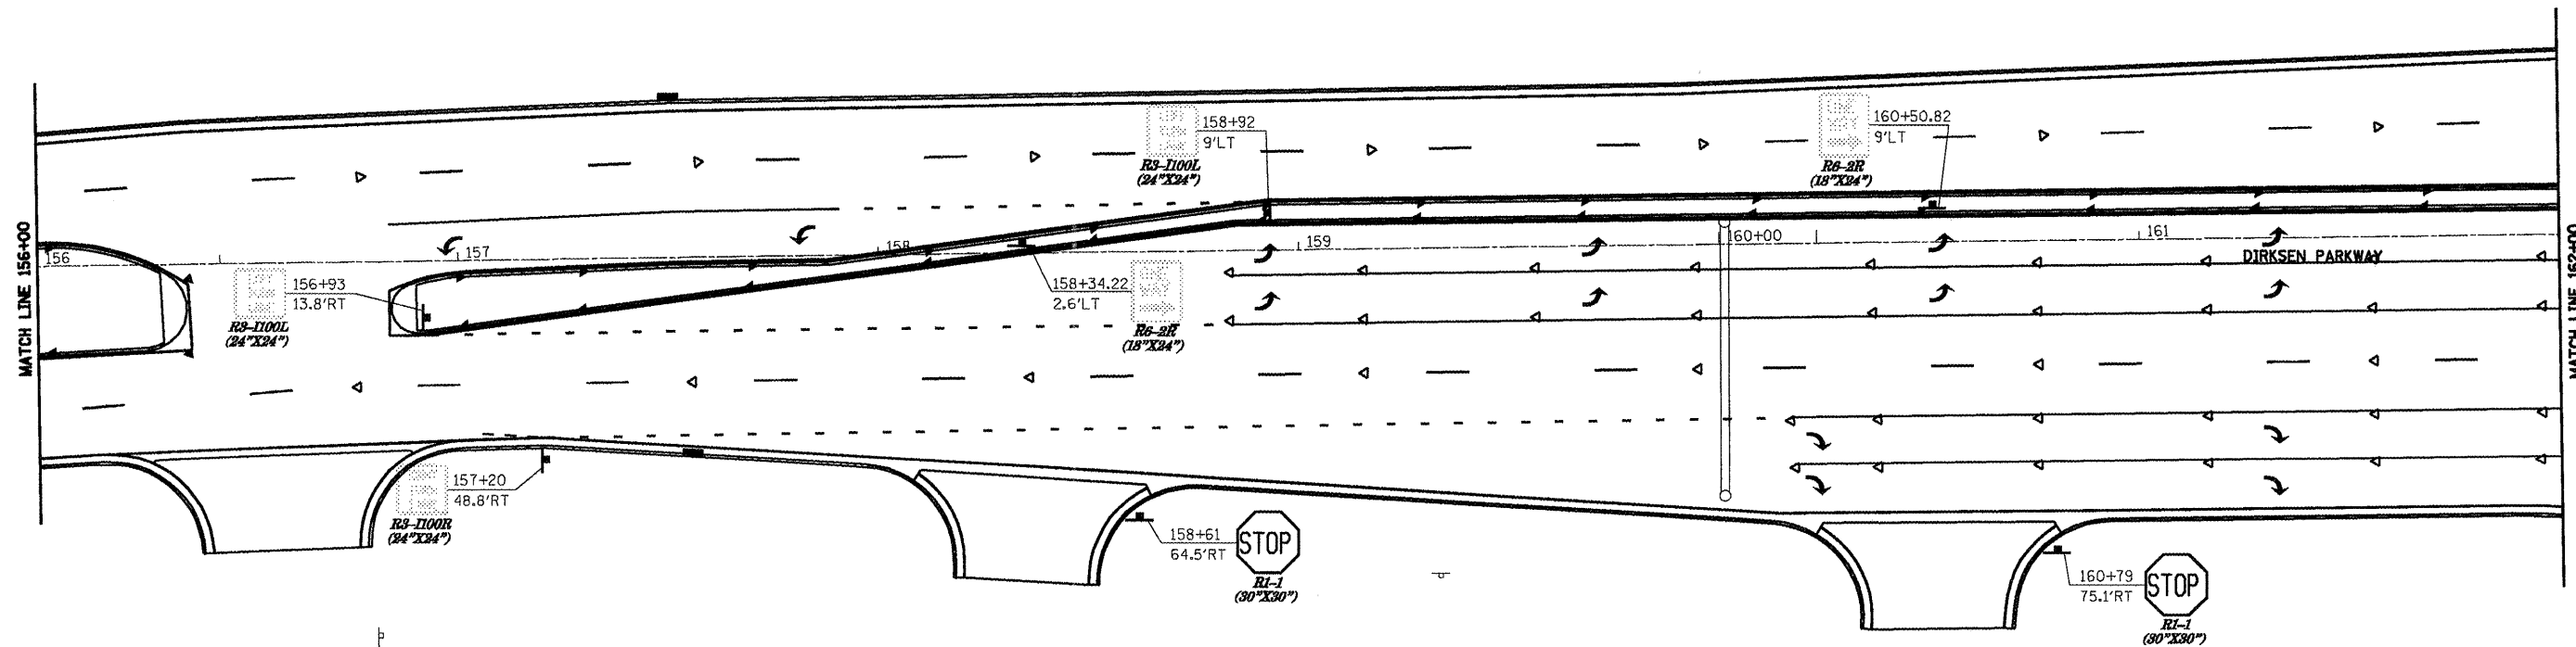 MATCH LINE 156+00
156
157
158
159
160+00
161
DIRKSEN PARKWAY
MATCH LINE 162+00
R3-I100L
(24"X24")
156+93
13.8'RT
R3-I100R
(24"X24")
157+20
48.8'RT
158+34.22
2.6'LT
R6-2R
(18"X24")
R3-I100L
(24"X24")
158+92
9'LT
R6-2R
(18"X24")
160+50.82
9'LT
158+61
64.5'RT
STOP
R1-1
(30"X30")
160+79
75.1'RT
STOP
R1-1
(30"X30")